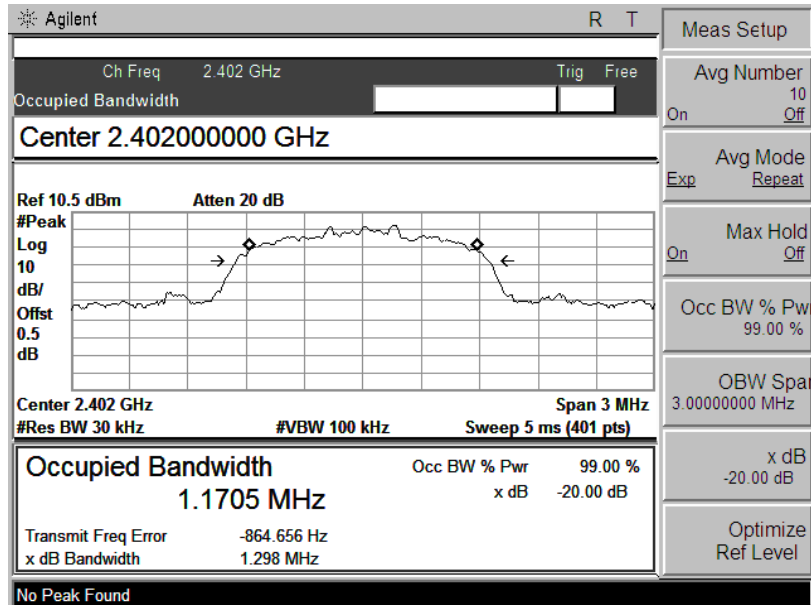 Agilent R T
Ch Freq 2.402 GHz Trig Free
Occupied Bandwidth
Center 2.402000000 GHz
Ref 10.5 dBm Atten 20 dB
#Peak
Log
10
dB/
Offst
0.5
dB
Center 2.402 GHz Span 3 MHz
#Res BW 30 kHz #VBW 100 kHz Sweep 5 ms (401 pts)
Occupied Bandwidth Occ BW % Pwr 99.00 %
1.1705 MHz x dB -20.00 dB
Transmit Freq Error -864.656 Hz
x dB Bandwidth 1.298 MHz
No Peak Found
Meas Setup
Avg Number
10
On Off
Avg Mode
Exp Repeat
Max Hold
On Off
Occ BW % Pwr
99.00 %
OBW Span
3.00000000 MHz
x dB
-20.00 dB
Optimize
Ref Level